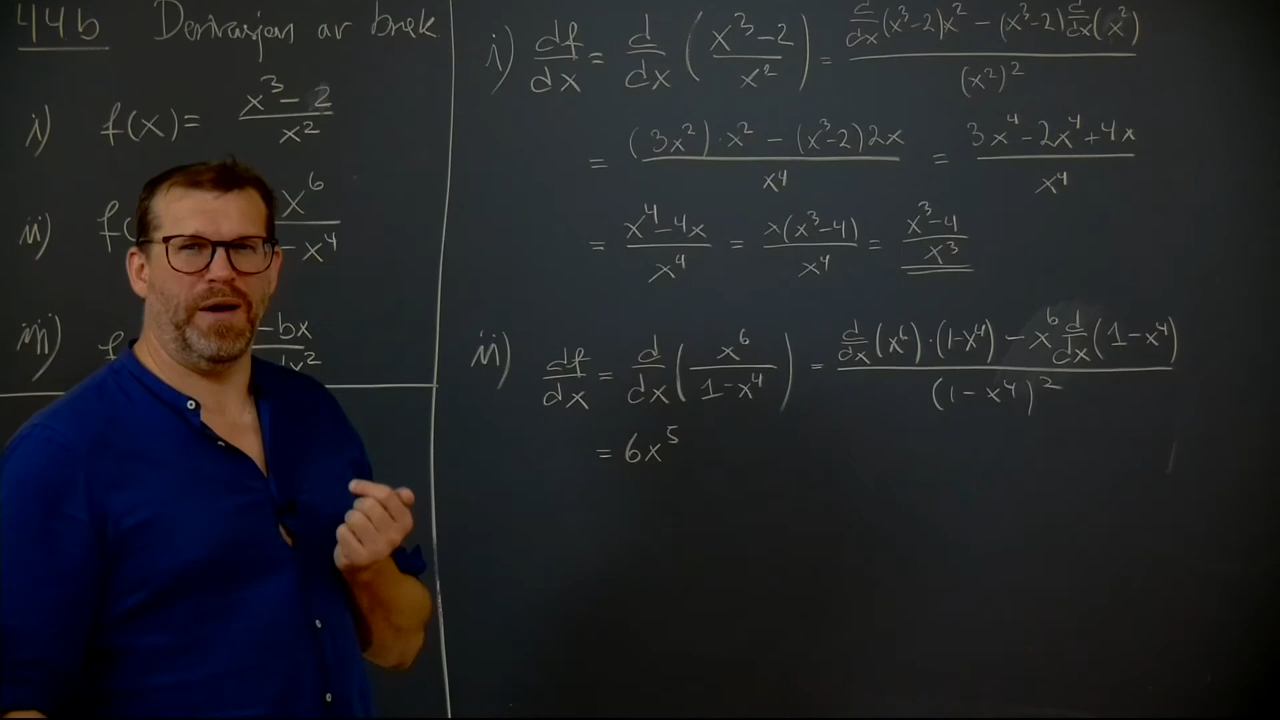 44b Derivasjon av brøk
i) f(x) = (x³ - 2)/x²
ii) f( x⁶/( - x⁴
iii) f -bx/ x²
i) df/dx = d/dx ((x³-2)/x²) = (d/dx(x³-2)x² - (x³-2)d/dx(x²))/(x²)²
= ((3x²)·x² - (x³-2)2x)/x⁴ = (3x⁴-2x⁴+4x)/x⁴
= (x⁴-4x)/x⁴ = x(x³-4)/x⁴ = (x³-4)/x³
ii) df/dx = d/dx (x⁶/(1-x⁴)) = (d/dx(x⁶)·(1-x⁴) - x⁶ d/dx(1-x⁴))/(1-x⁴)²
= 6x⁵